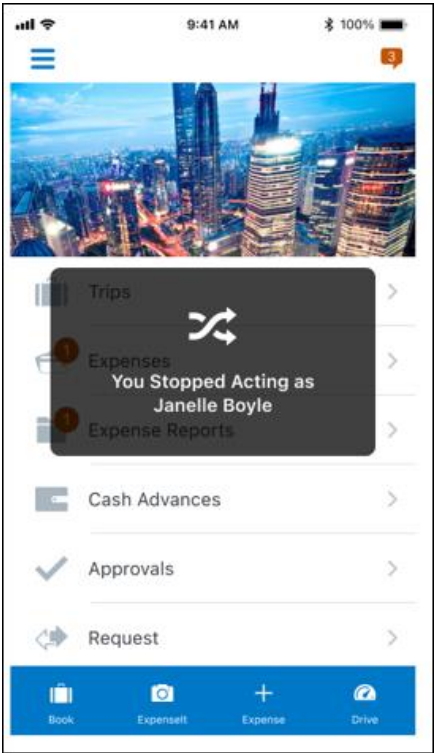 9:41 AM
100%
3
Trips
1
Expenses
You Stopped Acting as
Janelle Boyle
1
Expense Reports
Cash Advances
Approvals
Request
Book
ExpenseIt
Expense
Drive